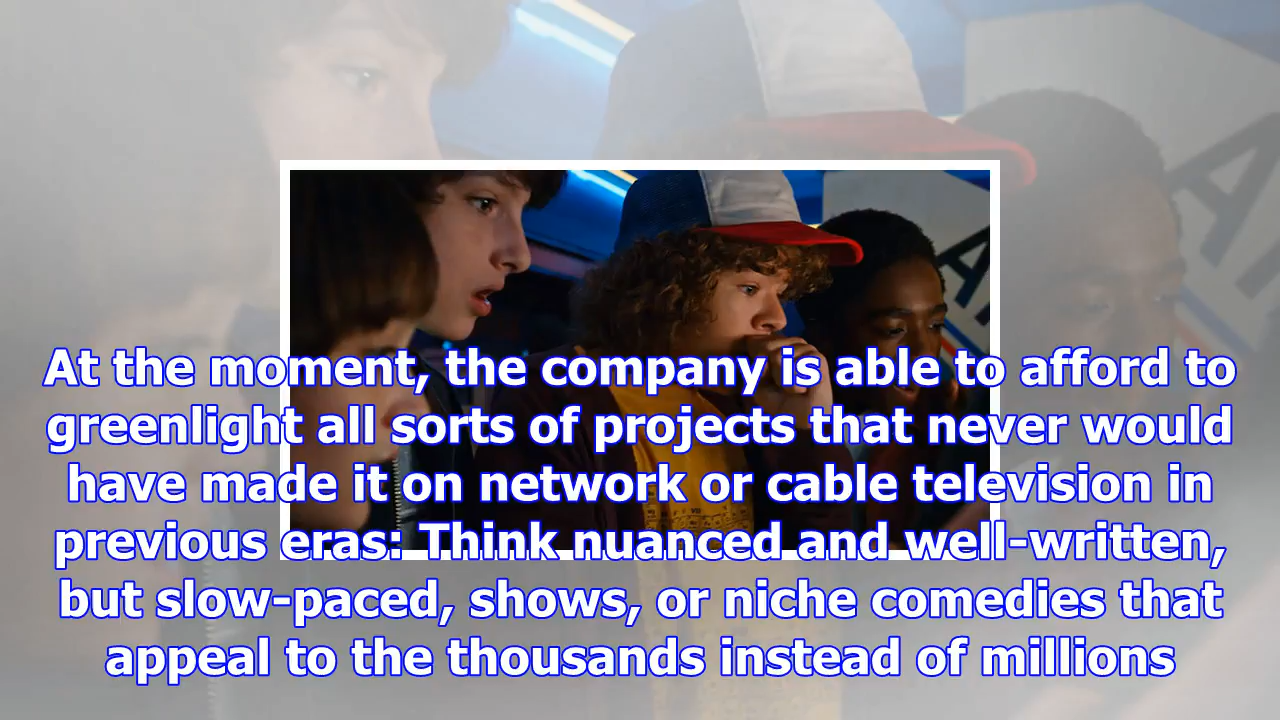 At the moment, the company is able to afford to
greenlight all sorts of projects that never would
have made it on network or cable television in
previous eras: Think nuanced and well-written,
but slow-paced, shows, or niche comedies that
appeal to the thousands instead of millions